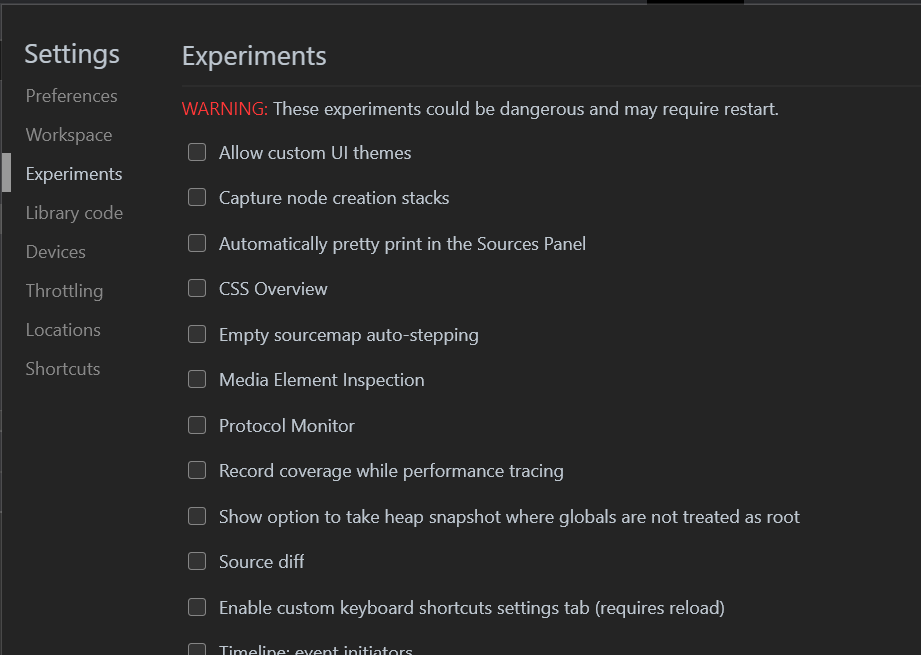 Settings
Preferences
Workspace
Experiments
Library code
Devices
Throttling
Locations
Shortcuts
Experiments
WARNING: These experiments could be dangerous and may require restart.
Allow custom UI themes
Capture node creation stacks
Automatically pretty print in the Sources Panel
CSS Overview
Empty sourcemap auto-stepping
Media Element Inspection
Protocol Monitor
Record coverage while performance tracing
Show option to take heap snapshot where globals are not treated as root
Source diff
Enable custom keyboard shortcuts settings tab (requires reload)
Timeline: event initiators